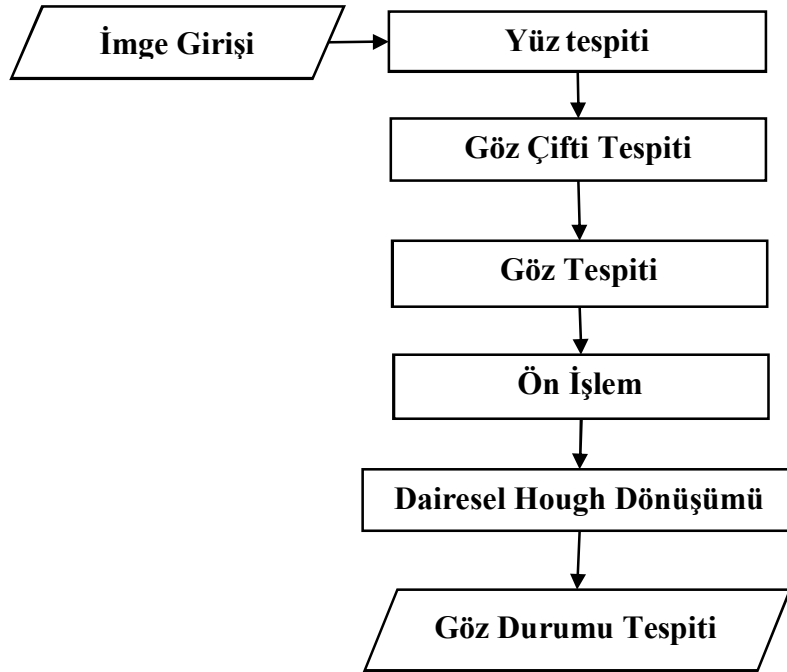 İmge Girişi
Yüz tespiti
Göz Çifti Tespiti
Göz Tespiti
Ön İşlem
Dairesel Hough Dönüşümü
Göz Durumu Tespiti